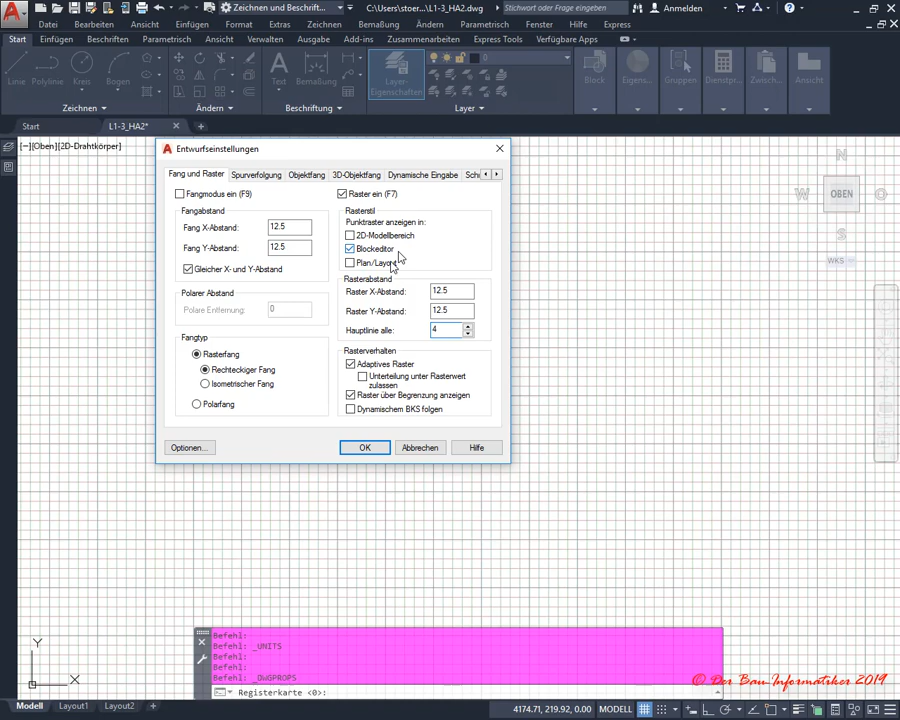 Zeichnen und Beschrift... C:\Users\stoer... L1-3_HA2.dwg Stichwort oder Frage eingeben Anmelden
Datei Bearbeiten Ansicht Einfügen Format Extras Zeichnen Bemaßung Ändern Parametrisch Fenster Hilfe Express
Start Einfügen Beschriften Parametrisch Ansicht Verwalten Ausgabe Add-ins Zusammenarbeiten Express Tools Verfügbare Apps
Linie Polylinie Kreis Bogen Text Bemaßung Layer-Eigenschaften 0 Block Eigens... Gruppen Dienstpr... Zwisch... Ansicht
Zeichnen Ändern Beschriftung Layer
Start L1-3_HA2*
[−][Oben][2D-Drahtkörper]
Entwurfseinstellungen
Fang und Raster Spurverfolgung Objektfang 3D-Objektfang Dynamische Eingabe Sch
Fangmodus ein (F9)
Fangabstand
Fang X-Abstand: 12.5
Fang Y-Abstand: 12.5
Gleicher X- und Y-Abstand
Polarer Abstand
Polare Entfernung: 0
Fangtyp
Rasterfang
Rechteckiger Fang
Isometrischer Fang
Polarfang
Raster ein (F7)
Rasterstil
Punktraster anzeigen in:
2D-Modellbereich
Blockeditor
Plan/Layout
Rasterabstand
Raster X-Abstand: 12.5
Raster Y-Abstand: 12.5
Hauptlinie alle: 4
Rasterverhalten
Adaptives Raster
Unterteilung unter Rasterwert
zulassen
Raster über Begrenzung anzeigen
Dynamischem BKS folgen
Optionen... OK Abbrechen Hilfe
N
W OBEN O
S
WKS
Y
X
Befehl:
Befehl: _UNITS
Befehl:
Befehl:
Befehl: _DWGPROPS
Registerkarte <0>:
© Der Bau-Informatiker 2019
Modell Layout1 Layout2 + 4174.71, 219.92, 0.00 MODELL